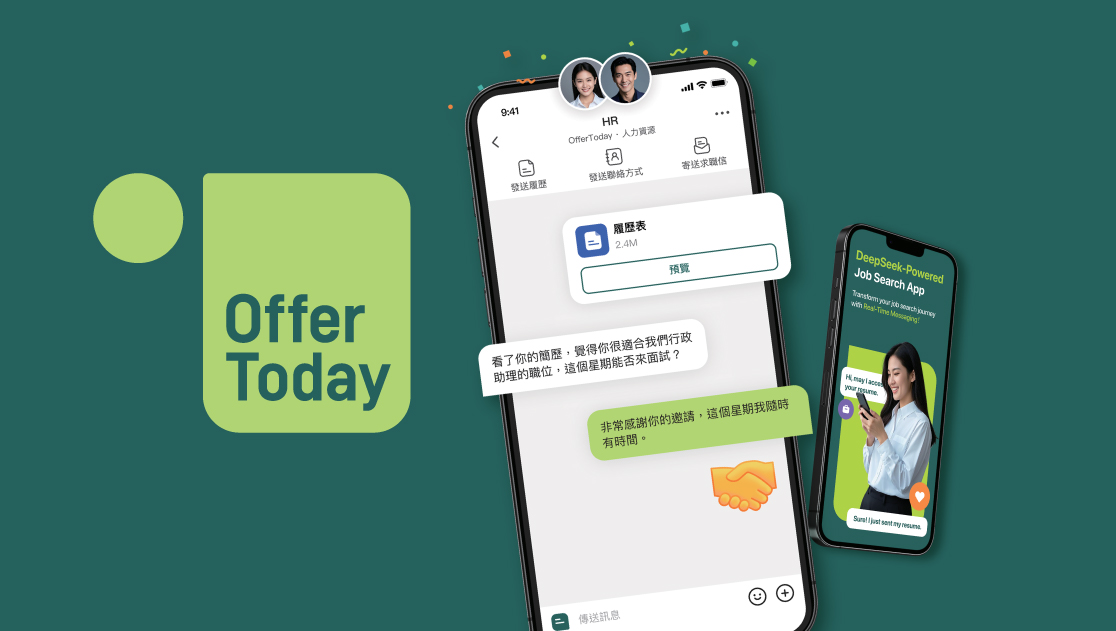 Offer
Today
9:41
HR
OfferToday・人力資源
發送履歷
發送聯絡方式
寄送求職信
履歷表
2.4M
預覽
看了你的簡歷，覺得你很適合我們行政
助理的職位，這個星期能否來面試？
非常感謝你的邀請，這個星期我隨時
有時間。
傳送訊息
DeepSeek-Powered
Job Search App
Transform your job search journey
with Real-Time Messaging!
Hi, may I access
your resume.
Sure! I just sent my resume.